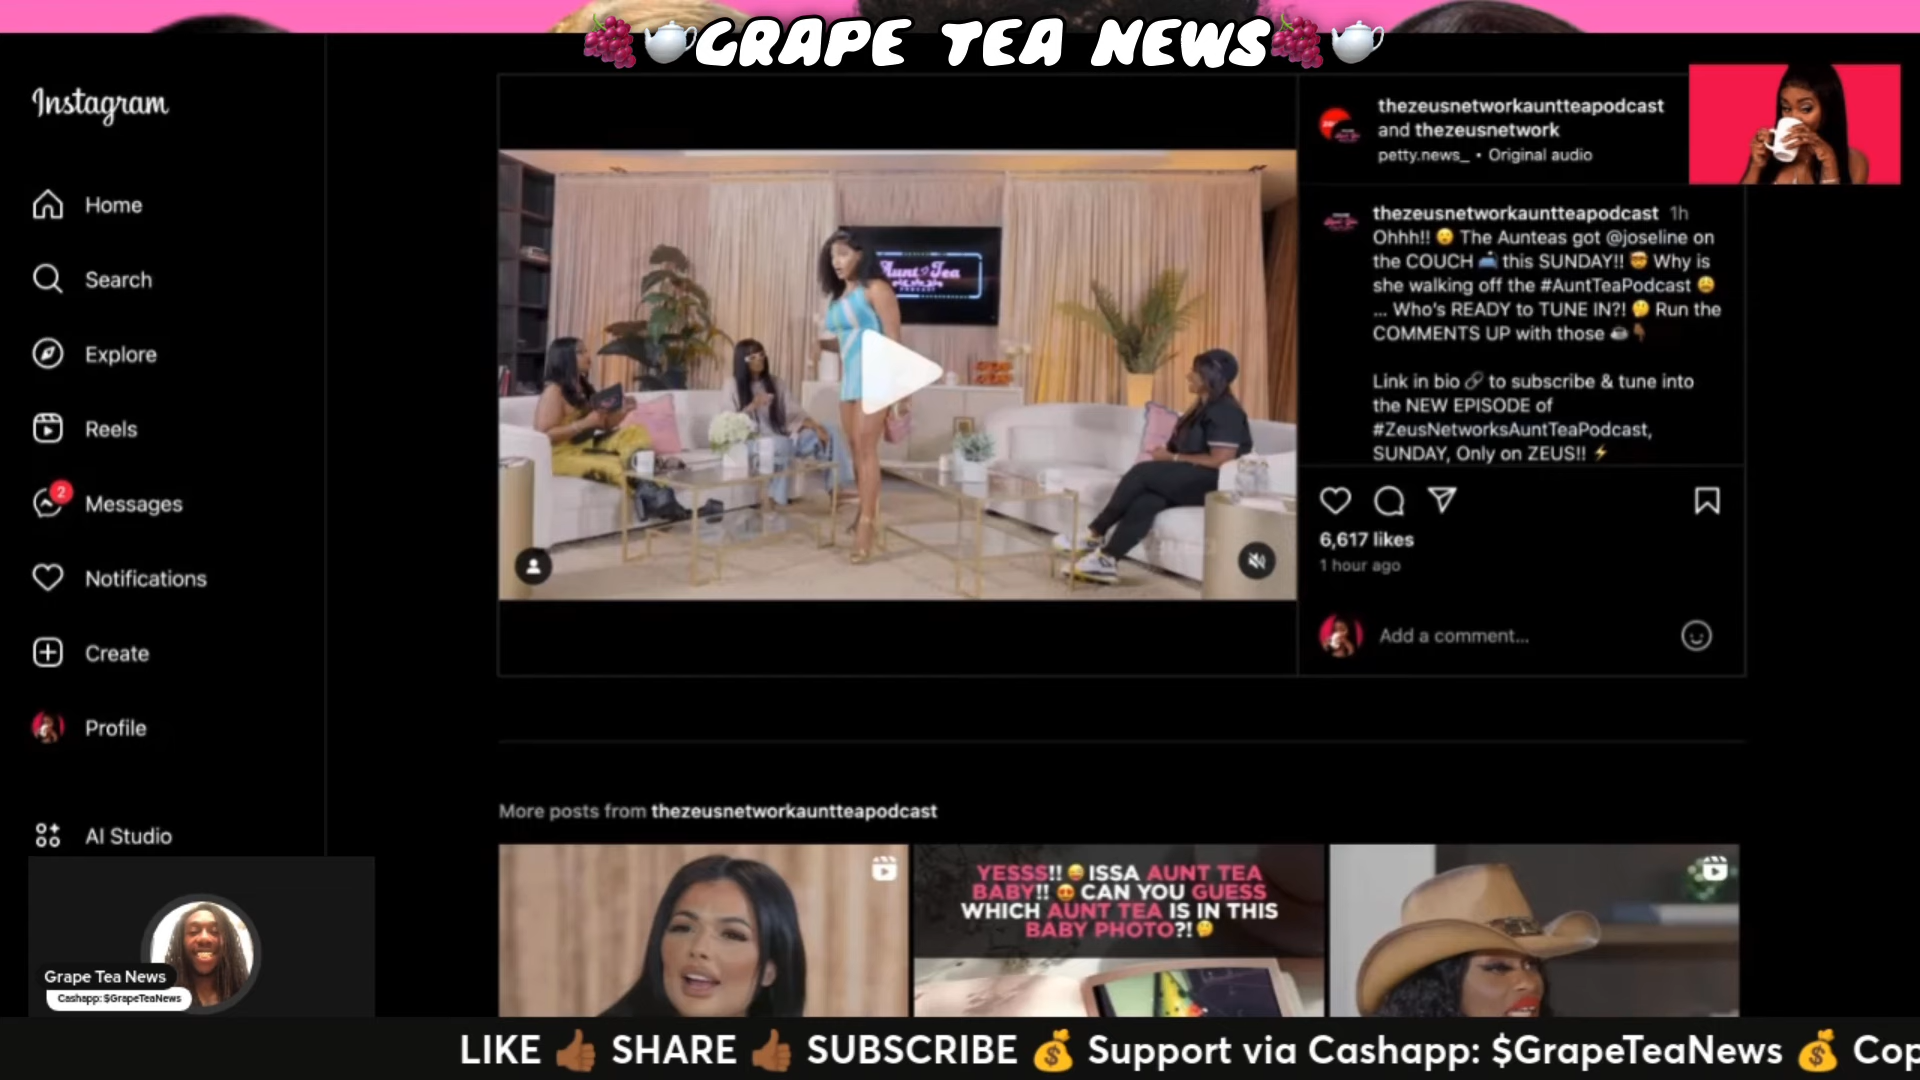 🍇🫖GRAPE TEA NEWS🍇🫖
Instagram
Home
Search
Explore
Reels
2
Messages
Notifications
Create
Profile
AI Studio
Aunt Tea
PODCAST
thezeusnetworkauntteapodcast
and thezeusnetwork
petty.news_ • Original audio
thezeusnetworkauntteapodcast 1h
Ohhh!! 😮 The Aunteas got @joseline on
the COUCH 🛋️ this SUNDAY!! 🤯 Why is
she walking off the #AuntTeaPodcast 😩
... Who's READY to TUNE IN?! 🤔 Run the
COMMENTS UP with those ☕👇🏾
Link in bio 🔗 to subscribe & tune into
the NEW EPISODE of
#ZeusNetworksAuntTeaPodcast,
SUNDAY, Only on ZEUS!! ⚡
6,617 likes
1 hour ago
Add a comment...
More posts from thezeusnetworkauntteapodcast
YESSS!! 😜 ISSA AUNT TEA
BABY!! 😍 CAN YOU GUESS
WHICH AUNT TEA IS IN THIS
BABY PHOTO?! 🤔
Grape Tea News
Cashapp: $GrapeTeaNews
LIKE 👍🏾 SHARE 👍🏾 SUBSCRIBE 💰 Support via Cashapp: $GrapeTeaNews 💰 Cop